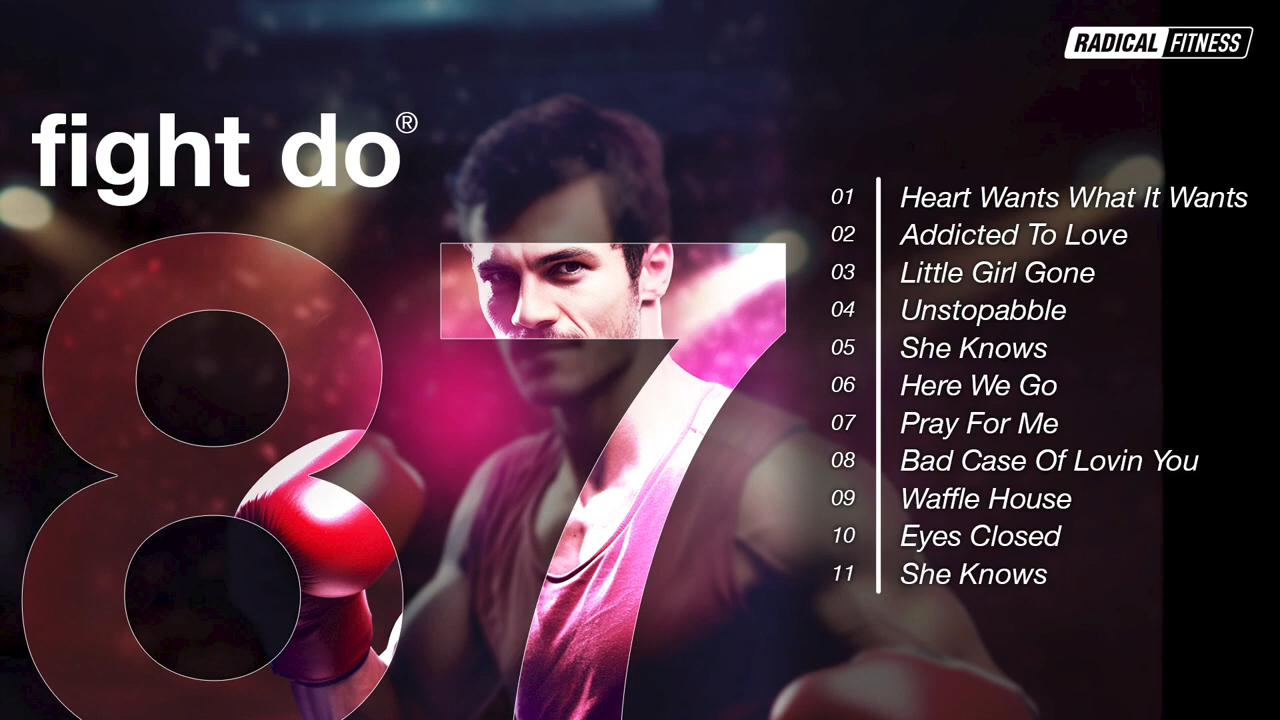 RADICAL FITNESS
fight do®
87
01 Heart Wants What It Wants
02 Addicted To Love
03 Little Girl Gone
04 Unstopabble
05 She Knows
06 Here We Go
07 Pray For Me
08 Bad Case Of Lovin You
09 Waffle House
10 Eyes Closed
11 She Knows